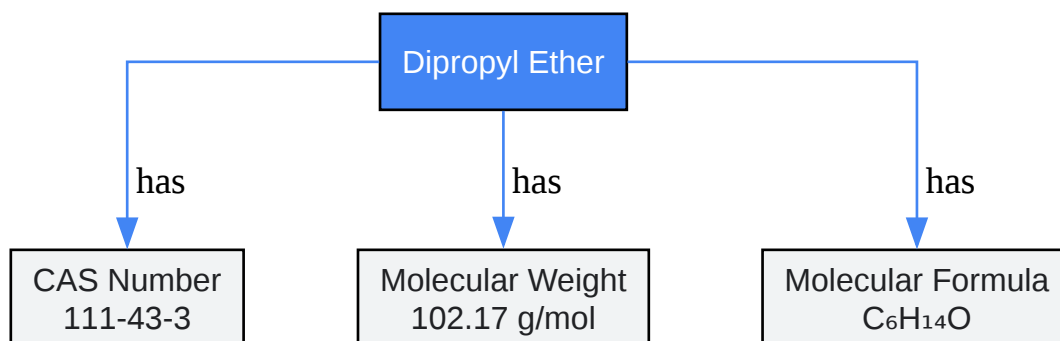 Dipropyl Ether
has
has
has
CAS Number
111-43-3
Molecular Weight
102.17 g/mol
Molecular Formula
C₆H₁₄O